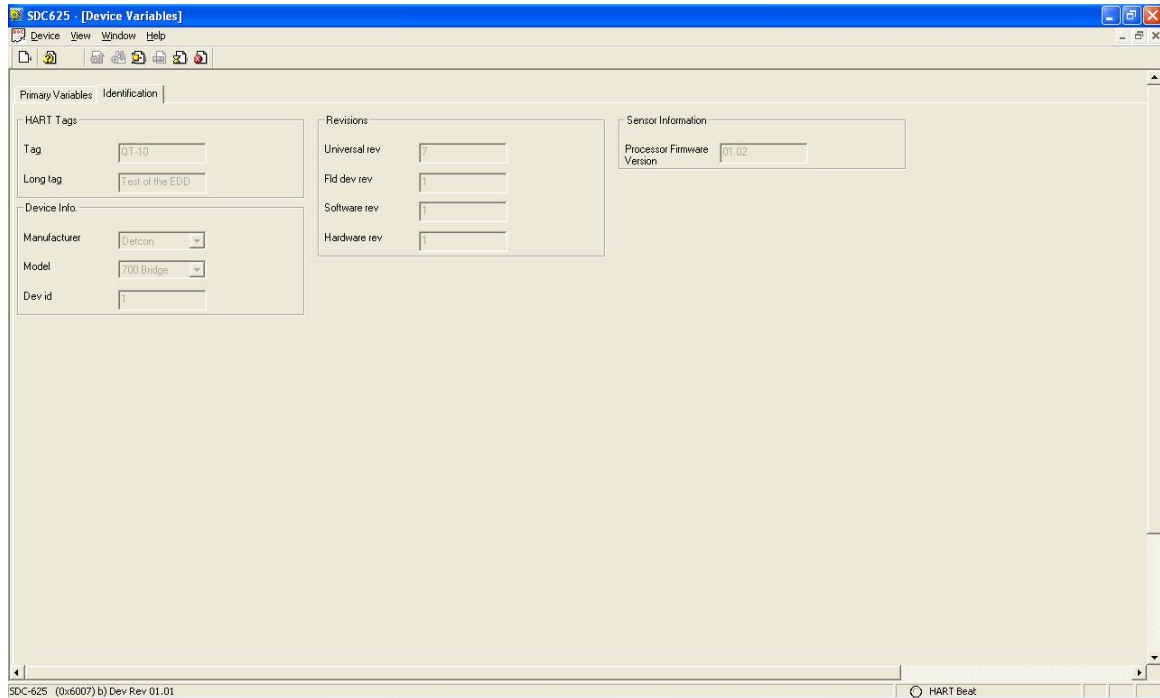 SDC625 - [Device Variables]
Device View Window Help
Primary Variables Identification
HART Tags
Tag QT-10
Long tag Test of the EDD
Device Info.
Manufacturer Detcon
Model 700 Bridge
Dev id 1
Revisions
Universal rev 7
Fld dev rev 1
Software rev 1
Hardware rev 1
Sensor Information
Processor Firmware 01.02
Version
SDC-625 (0x6007) b) Dev Rev 01.01 HART Beat